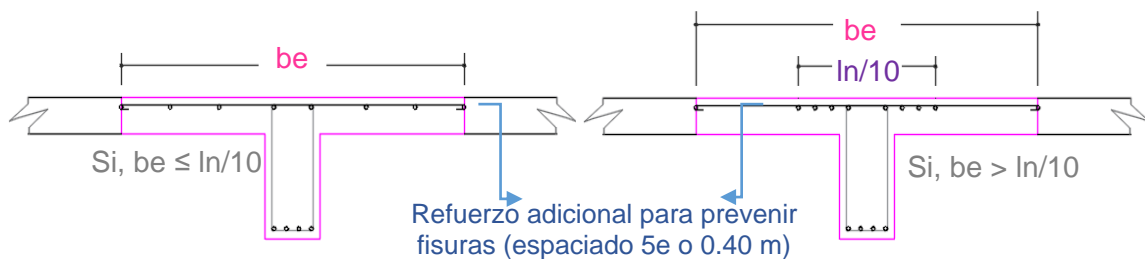 be
be
ln/10
Si, be ≤ ln/10
Si, be > ln/10
Refuerzo adicional para prevenir
fisuras (espaciado 5e o 0.40 m)